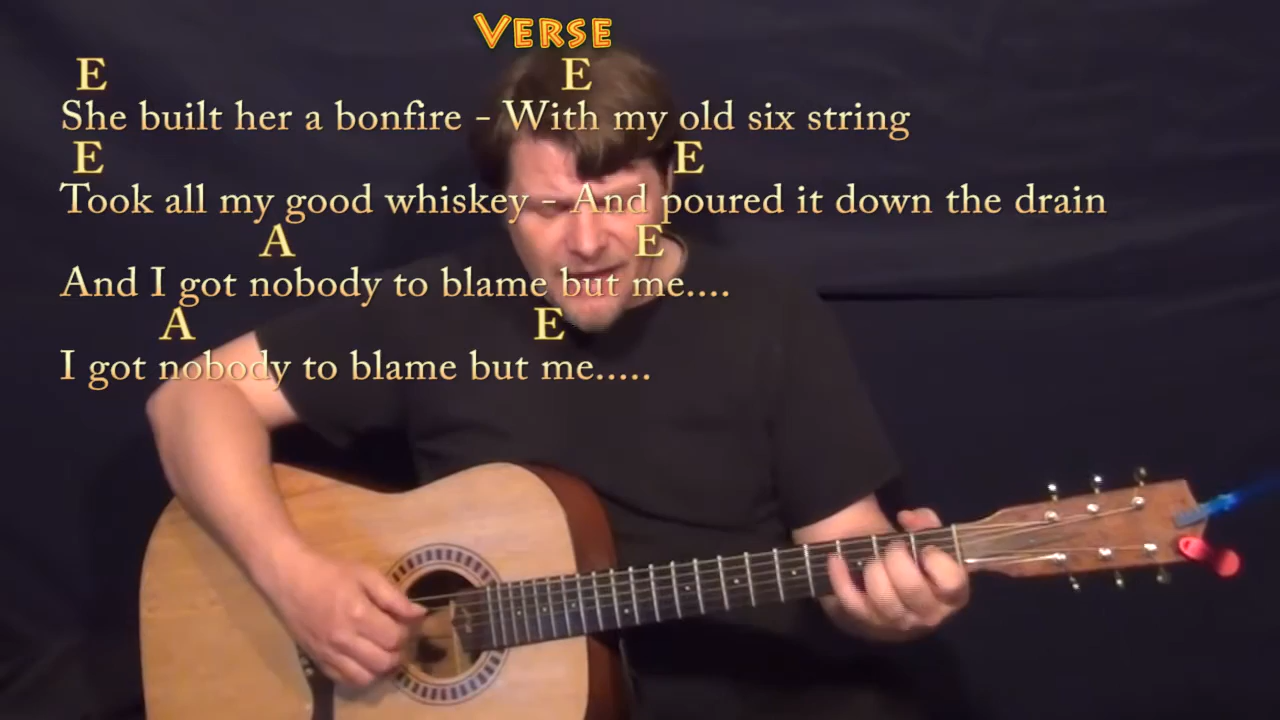 VERSE
E E
She built her a bonfire - With my old six string
E E
Took all my good whiskey - And poured it down the drain
A E
And I got nobody to blame but me....
A E
I got nobody to blame but me.....